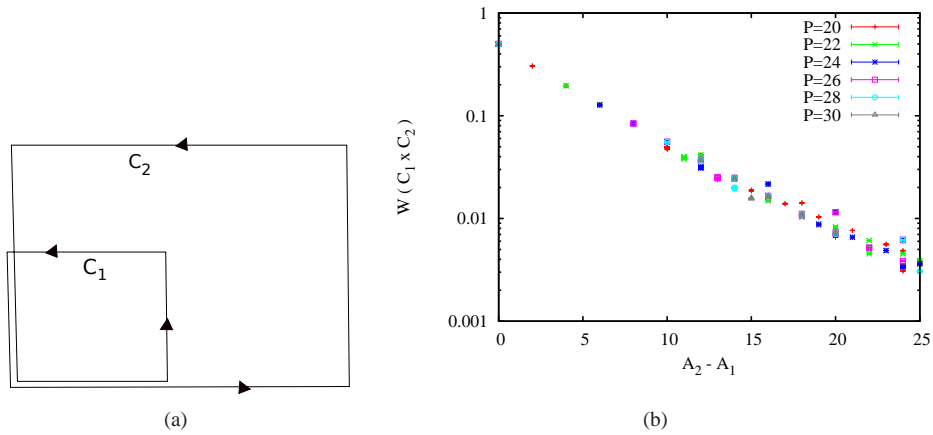 C₂
C₁
(a)
W ( C₁ x C₂ )
1
0.1
0.01
0.001
0 5 10 15 20 25
A₂ - A₁
P=20
P=22
P=24
P=26
P=28
P=30
(b)